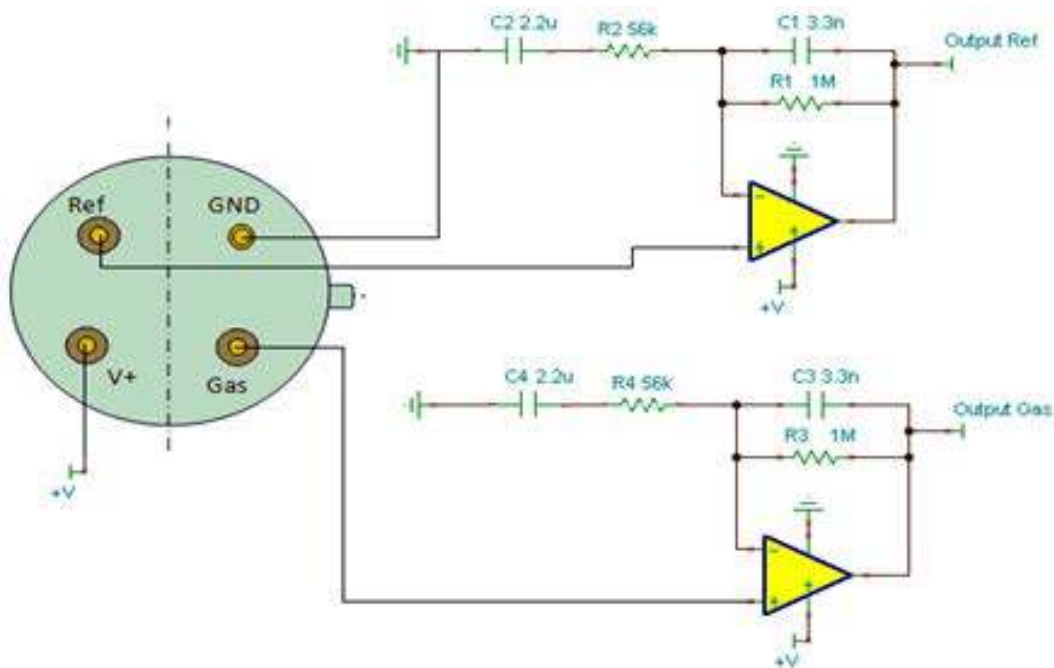 C2 2.2u
R2 56k
C1 3.3n
Output Ref
R1 1M
Ref
GND
+V
V+
Gas
+V
C4 2.2u
R4 56k
C3 3.3n
Output Gas
R3 1M
+V